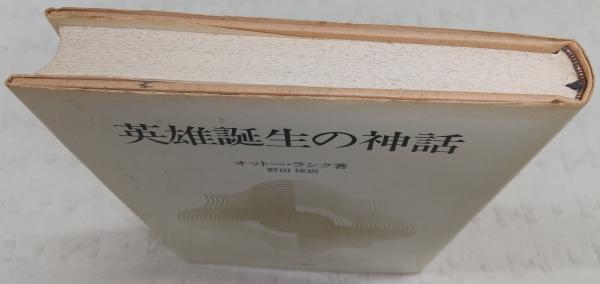 英雄誕生の神話
オットー・ランク著
野田 倬訳